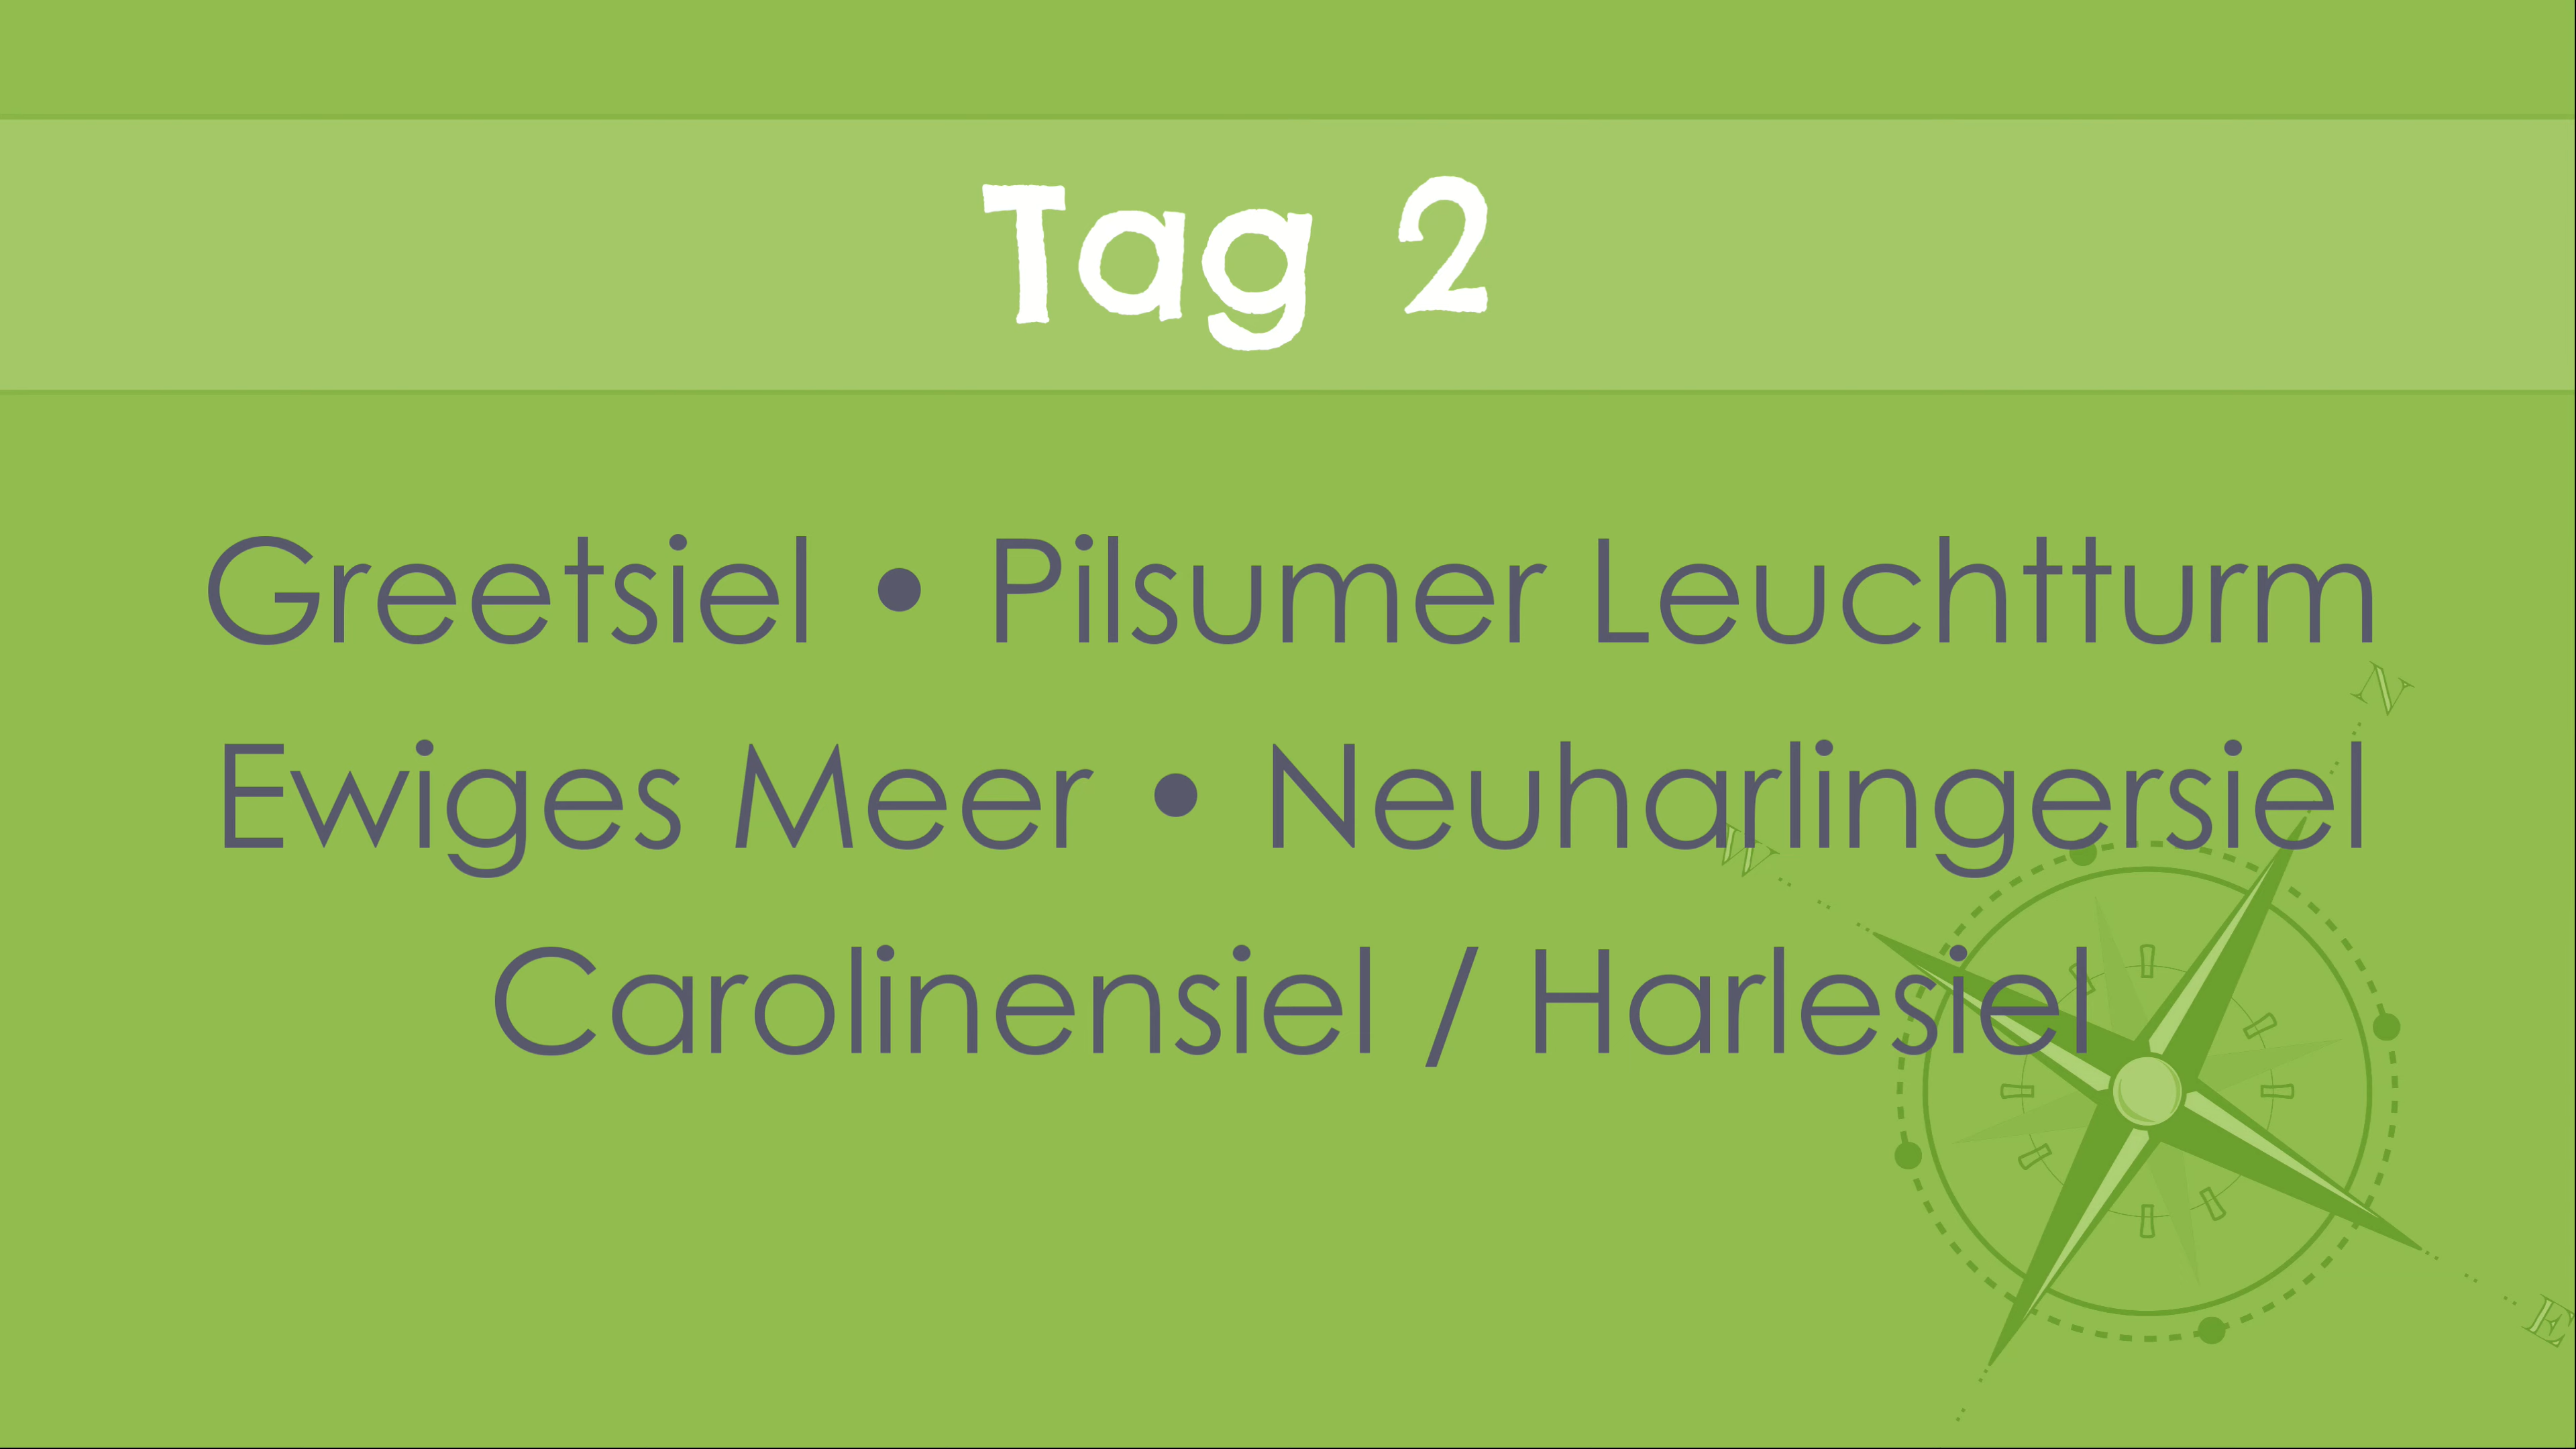 Tag 2
Greetsiel • Pilsumer Leuchtturm
Ewiges Meer • Neuharlingersiel
Carolinensiel / Harlesiel
N
W
E